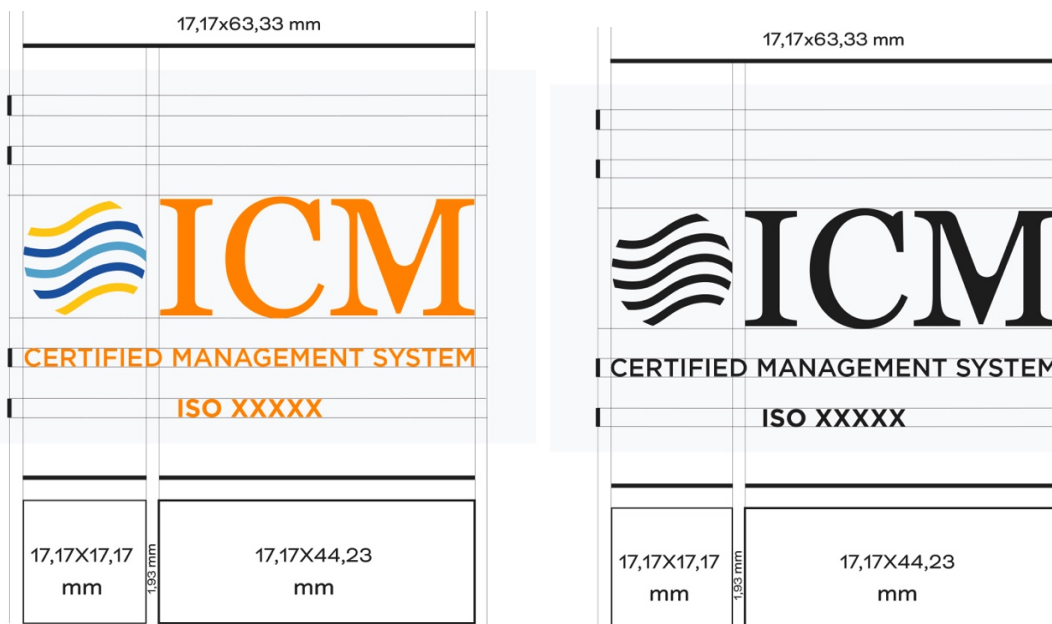 17,17x63,33 mm
ICM
CERTIFIED MANAGEMENT SYSTEM
ISO XXXXX
17,17X17,17
mm
1,93 mm
17,17X44,23
mm
17,17x63,33 mm
ICM
CERTIFIED MANAGEMENT SYSTEM
ISO XXXXX
17,17X17,17
mm
1,93 mm
17,17X44,23
mm